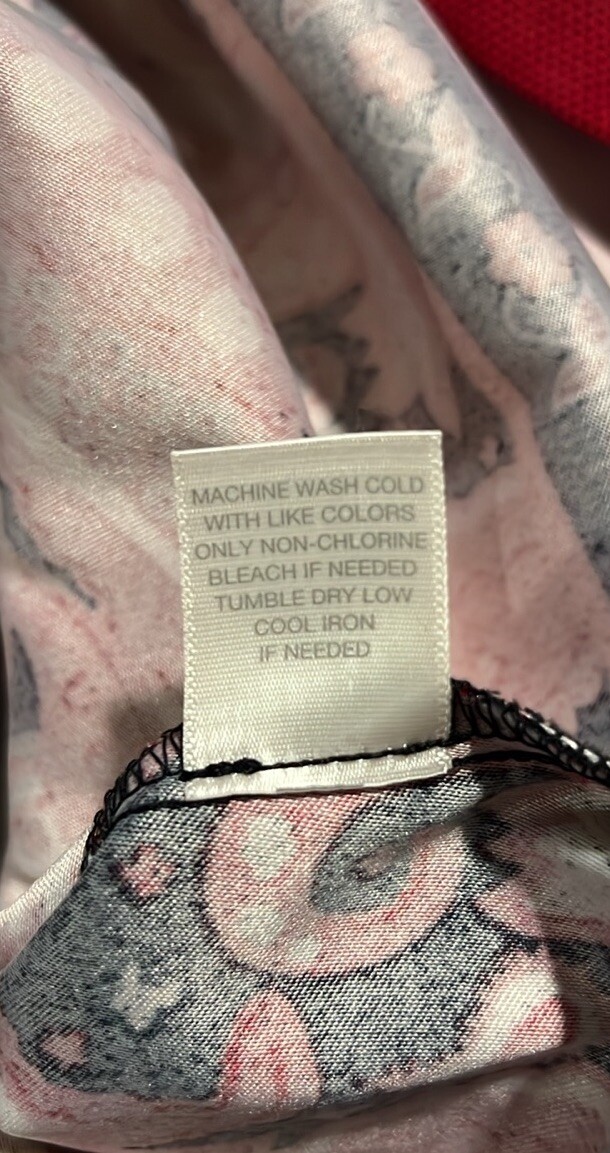 MACHINE WASH COLD
WITH LIKE COLORS
ONLY NON-CHLORINE
BLEACH IF NEEDED
TUMBLE DRY LOW
COOL IRON
IF NEEDED